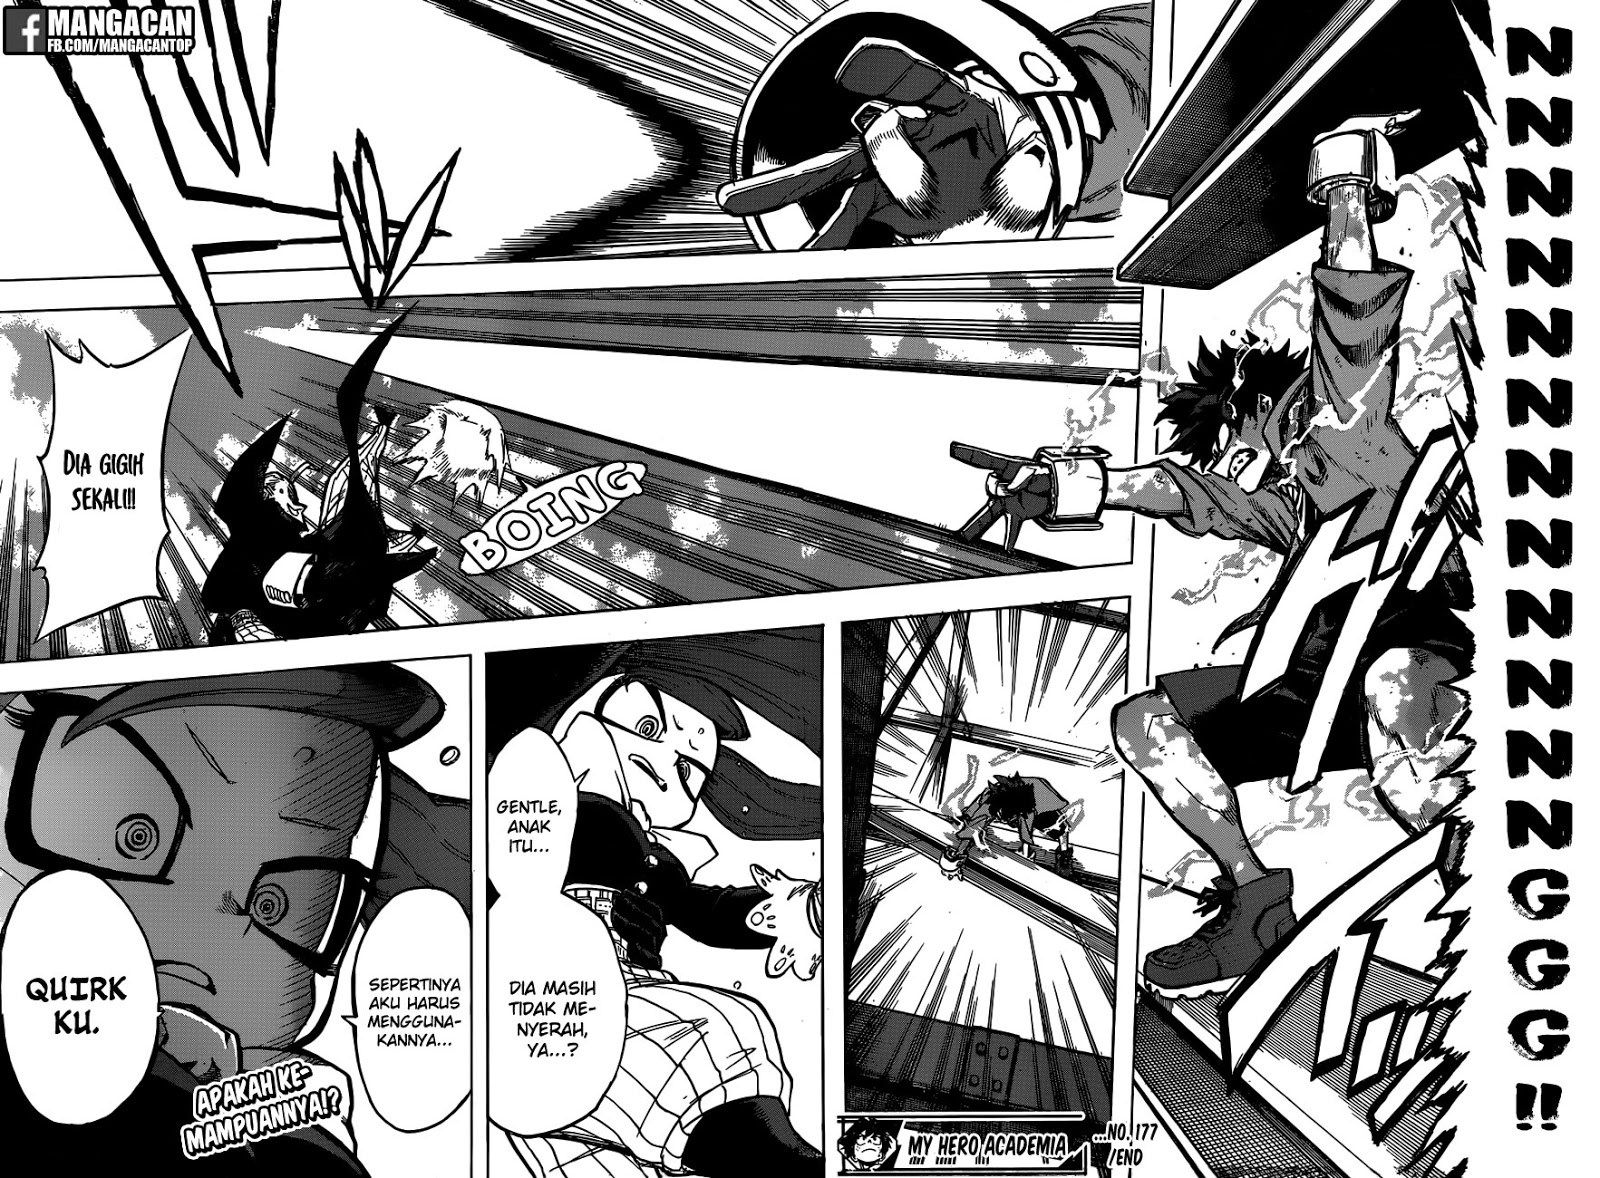 MANGACAN
FB.COM/MANGACANTOP
NZZZZZZZZZZZGGG!!
DIA GIGIH
SEKALI!!!
BOING
GENTLE,
ANAK
ITU...
DIA MASIH
TIDAK ME-
NYERAH,
YA...?
SEPERTINYA
AKU HARUS
MENGGUNA-
KANNYA...
QUIRK
KU.
APAKAH KE-
MAMPUANNYA!?
MY HERO ACADEMIA
...NO. 177
/END